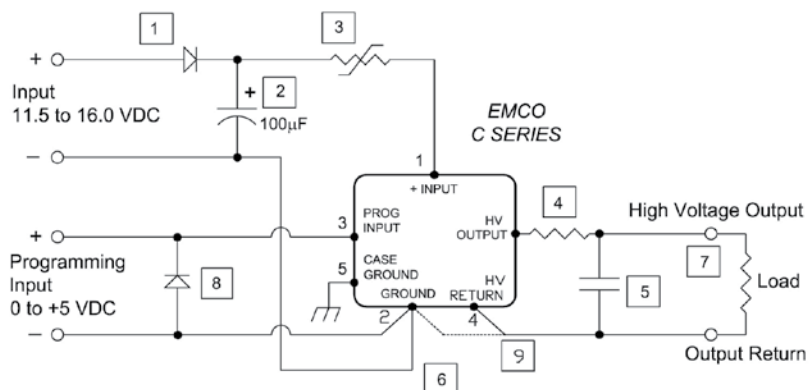 1
3
+
Input
11.5 to 16.0 VDC
–
+
2
100µF
EMCO
C SERIES
1
+ INPUT
3
PROG
INPUT
HV
OUTPUT
4
High Voltage Output
+
Programming
Input
0 to +5 VDC
–
8
5
CASE
GROUND
GROUND
HV
RETURN
2
4
5
7
Load
6
9
Output Return